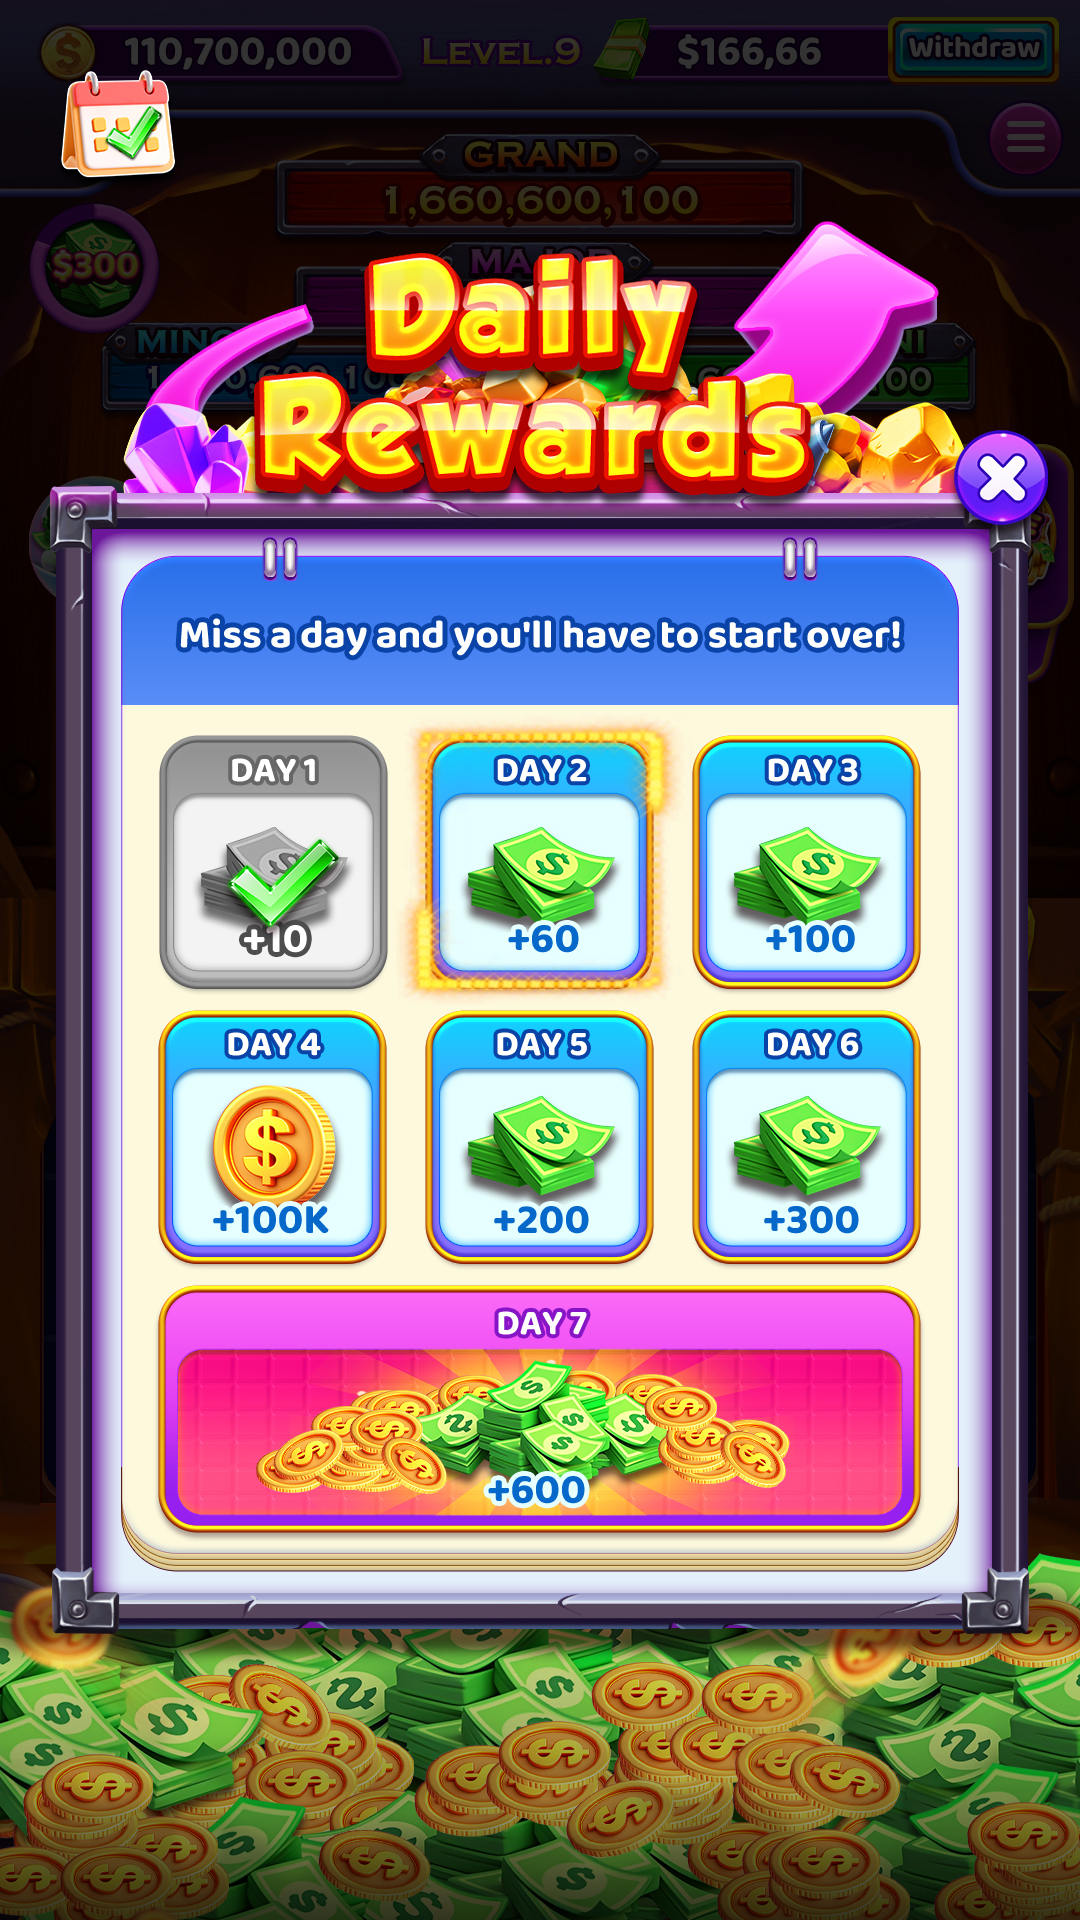 110,700,000
LEVEL.9
$166,66
Withdraw
GRAND
1,660,600,100
MAJOR
$300
Daily
Rewards
Miss a day and you'll have to start over!
DAY 1
+10
DAY 2
+60
DAY 3
+100
DAY 4
+100K
DAY 5
+200
DAY 6
+300
DAY 7
+600